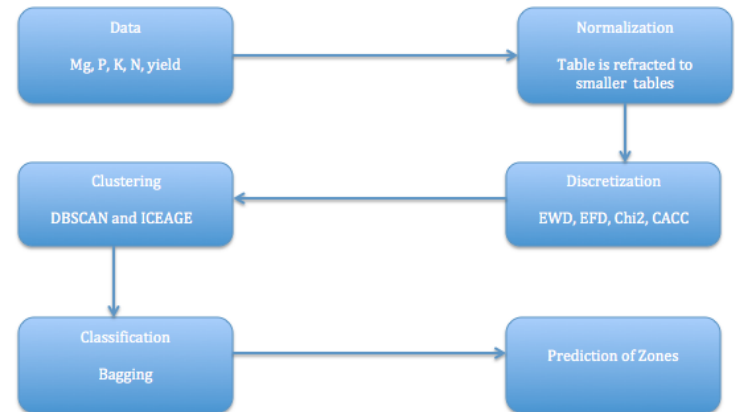 Data
Mg, P, K, N, yield
Normalization
Table is refracted to
smaller tables
Discretization
EWD, EFD, Chi2, CACC
Clustering
DBSCAN and ICEAGE
Classification
Bagging
Prediction of Zones